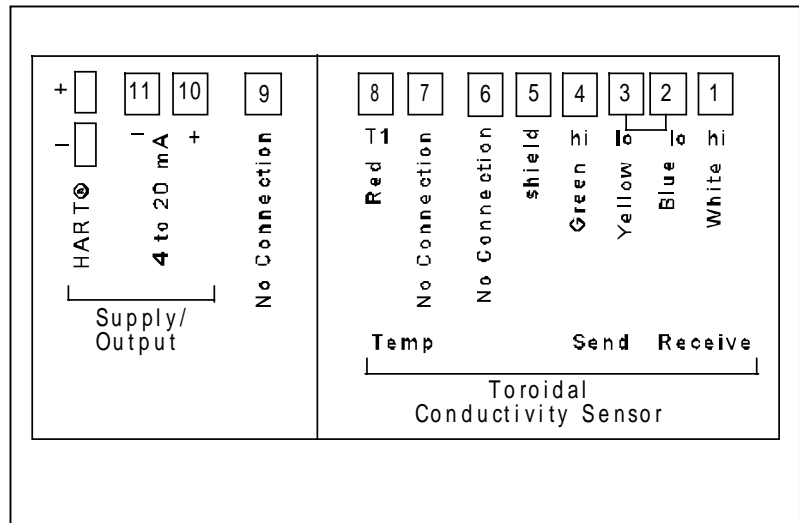 +
11
10
9
8
7
6
5
4
3
2
1
−
−
+
HART®
4 to 20 mA
No Connection
Red T1
No Connection
No Connection
shield
Green hi
Yellow lo
Blue lo
White hi
Supply/
Output
Temp
Send
Receive
Toroidal
Conductivity Sensor